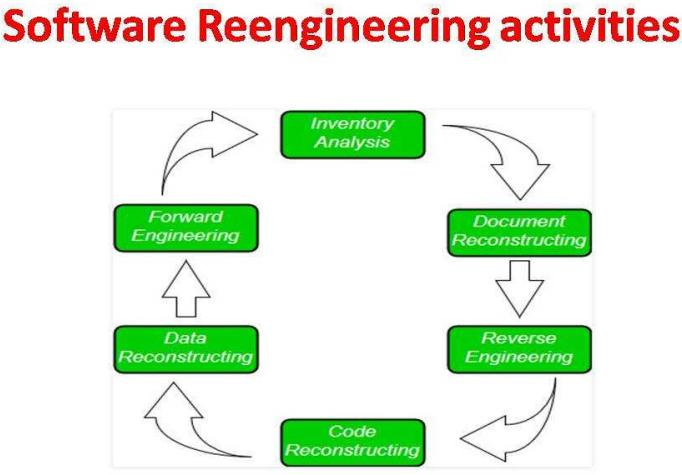 Software Reengineering activities
Inventory
Analysis
Document
Reconstructing
Reverse
Engineering
Code
Reconstructing
Data
Reconstructing
Forward
Engineering